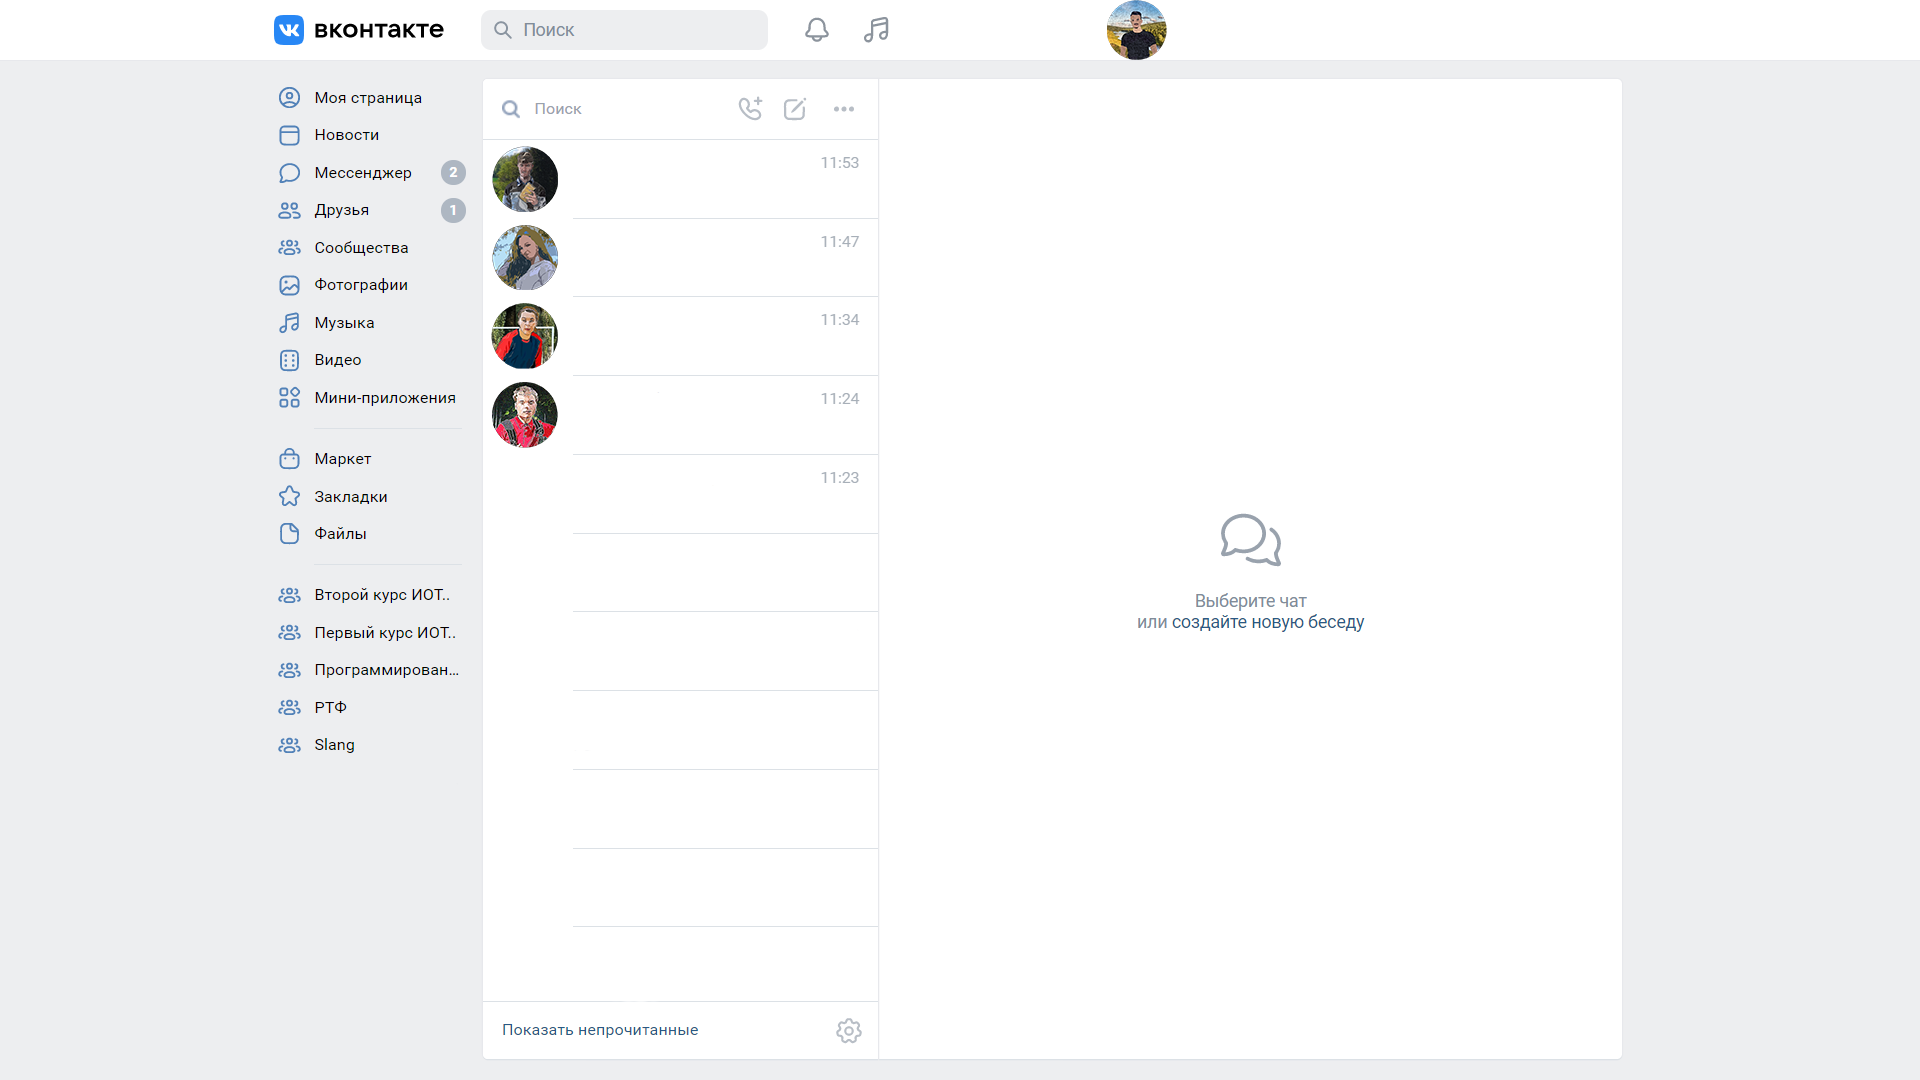 вконтакте
Поиск
Моя страница
Новости
Мессенджер 2
Друзья 1
Сообщества
Фотографии
Музыка
Видео
Мини-приложения
Маркет
Закладки
Файлы
Второй курс ИОТ..
Первый курс ИОТ..
Программирован...
РТФ
Slang
Поиск
11:53
11:47
11:34
11:24
11:23
Показать непрочитанные
Выберите чат
или создайте новую беседу